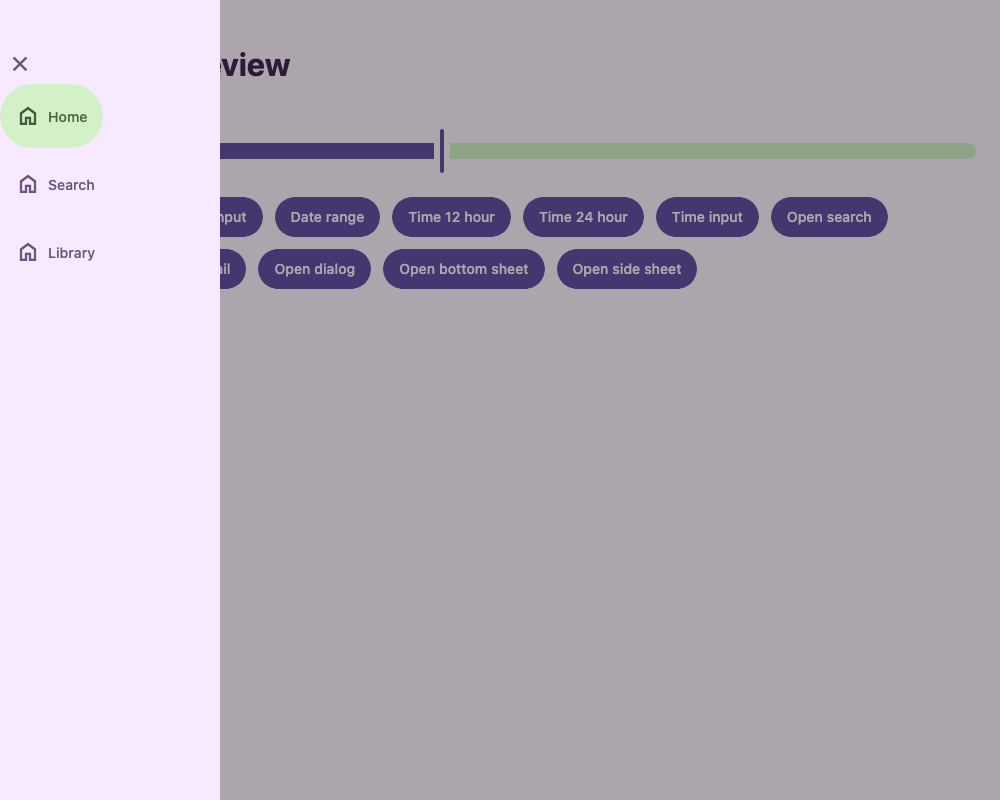 Home
Search
Library
eview
nput
Date range
Time 12 hour
Time 24 hour
Time input
Open search
ail
Open dialog
Open bottom sheet
Open side sheet